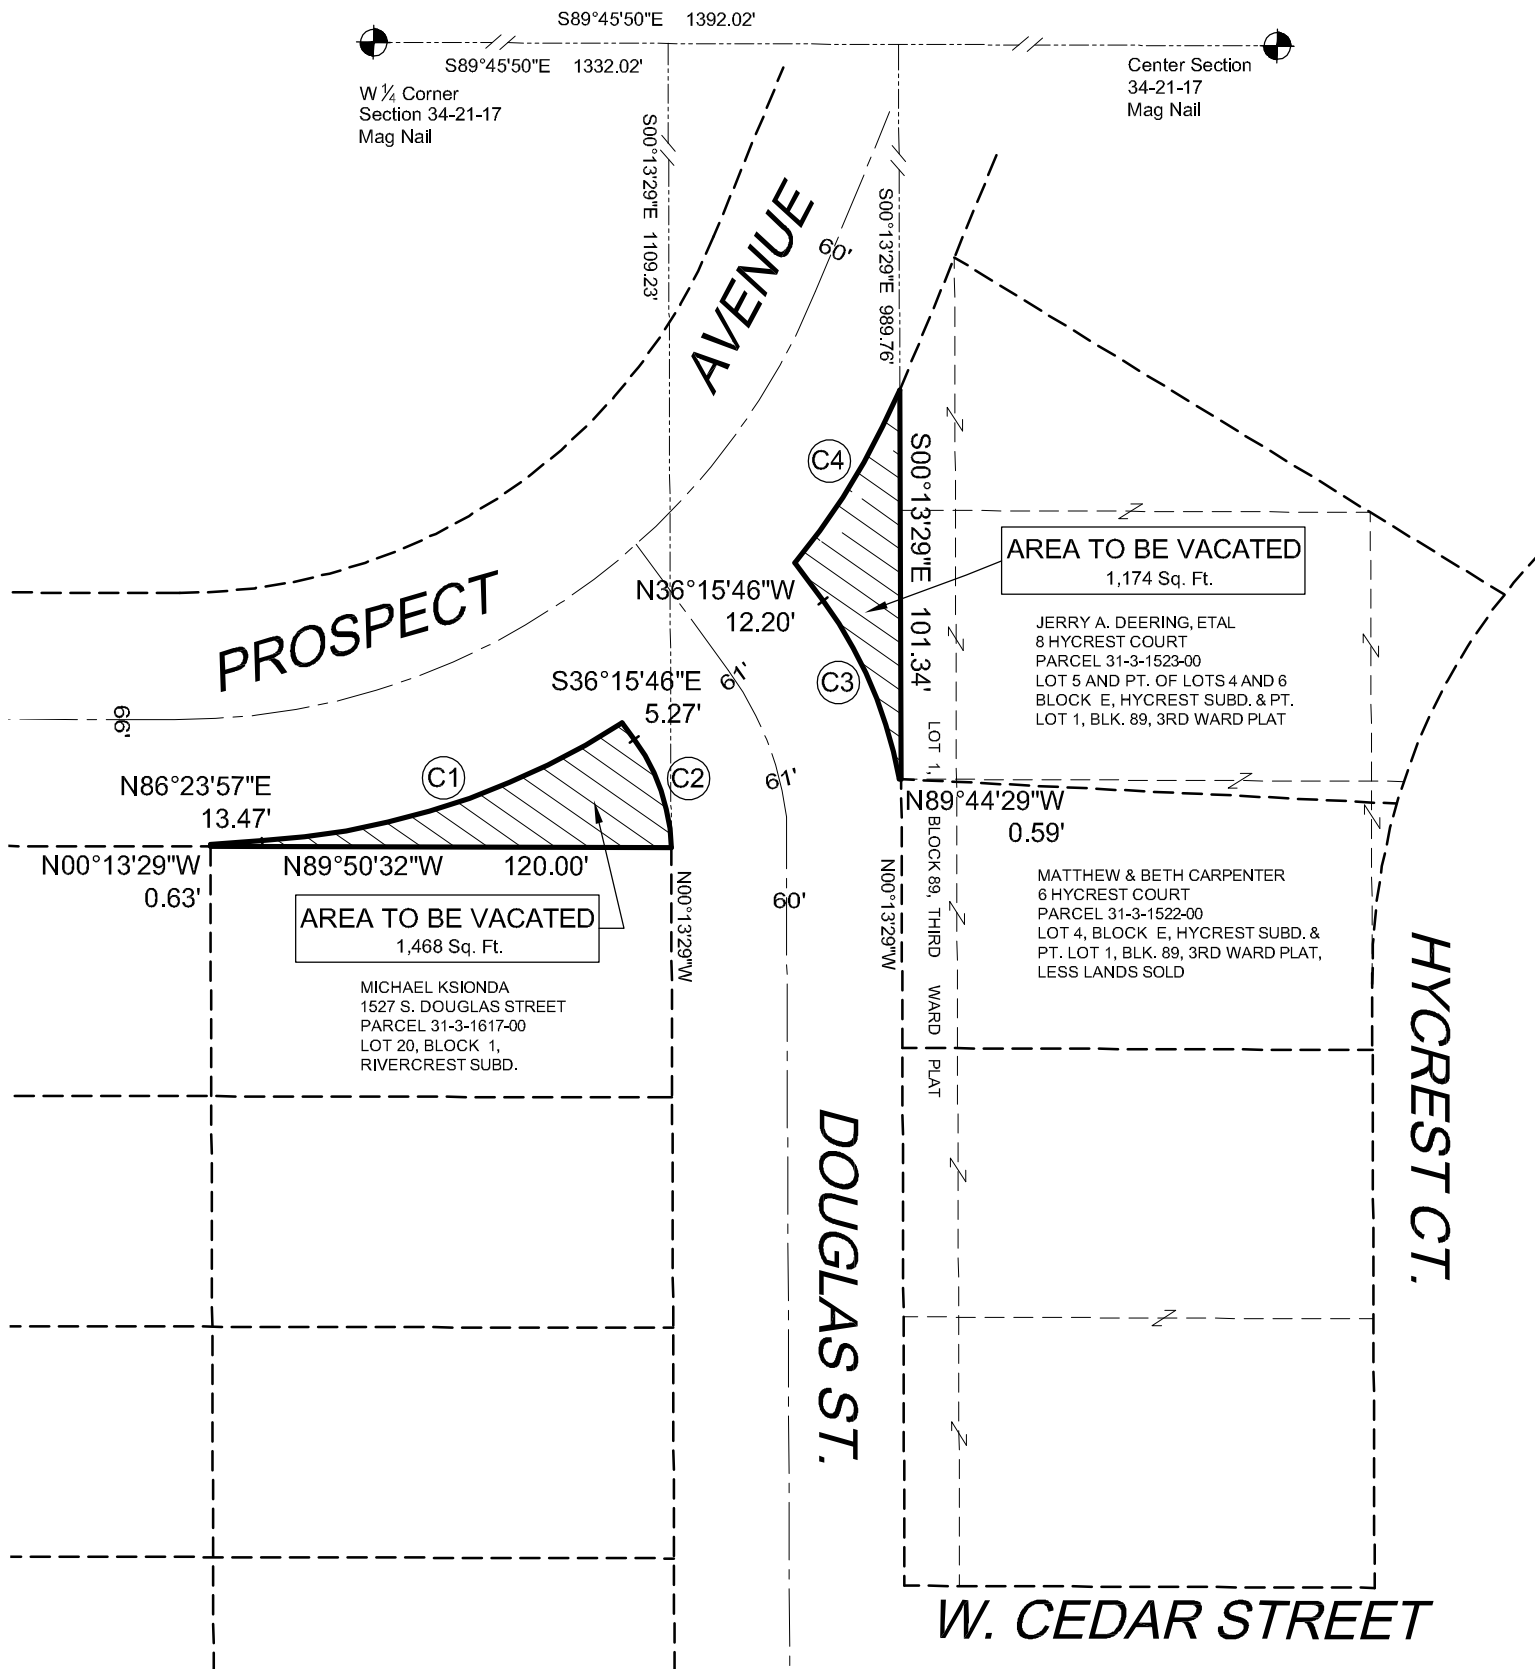 S89°45'50"E 1392.02'
S89°45'50"E 1332.02'
W ¼ Corner
Section 34-21-17
Mag Nail
Center Section
34-21-17
Mag Nail
S00°13'29"E 1109.23'
S00°13'29"E 989.76'
PROSPECT
AVENUE
60'
66'
C4
S00°13'29"E 101.34'
AREA TO BE VACATED
1,174 Sq. Ft.
N36°15'46"W
12.20'
JERRY A. DEERING, ETAL
8 HYCREST COURT
PARCEL 31-3-1523-00
LOT 5 AND PT. OF LOTS 4 AND 6
BLOCK E, HYCREST SUBD. & PT.
LOT 1, BLK. 89, 3RD WARD PLAT
C3
S36°15'46"E
5.27'
61'
61'
C1
C2
N86°23'57"E
13.47'
N00°13'29"W
0.63'
N89°50'32"W 120.00'
N89°44'29"W
0.59'
LOT 1, BLOCK 89, THIRD WARD PLAT
N00°13'29"W
N00°13'29"W
60'
AREA TO BE VACATED
1,468 Sq. Ft.
MICHAEL KSIONDA
1527 S. DOUGLAS STREET
PARCEL 31-3-1617-00
LOT 20, BLOCK 1,
RIVERCREST SUBD.
MATTHEW & BETH CARPENTER
6 HYCREST COURT
PARCEL 31-3-1522-00
LOT 4, BLOCK E, HYCREST SUBD. &
PT. LOT 1, BLK. 89, 3RD WARD PLAT,
LESS LANDS SOLD
HYCREST CT.
DOUGLAS ST.
W. CEDAR STREET